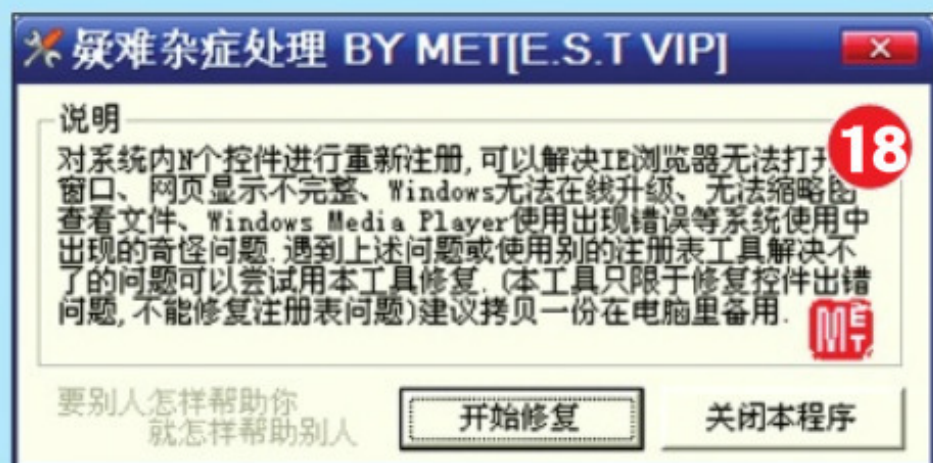 疑难杂症处理 BY MET[E.S.T VIP]
说明
18
对系统内N个控件进行重新注册,可以解决IE浏览器无法打开
窗口、网页显示不完整、Windows无法在线升级、无法缩略图
查看文件、Windows Media Player使用出现错误等系统使用中
出现的奇怪问题.遇到上述问题或使用别的注册表工具解决不
了的问题可以尝试用本工具修复.(本工具只限于修复控件出错
问题,不能修复注册表问题)建议拷贝一份在电脑里备用.
MET
要别人怎样帮助你
就怎样帮助别人
开始修复
关闭本程序